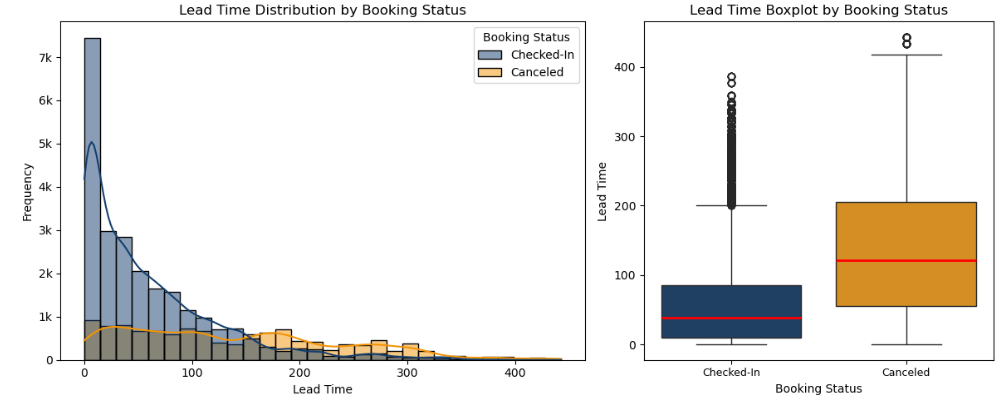 Lead Time Distribution by Booking Status
Frequency
7k
6k
5k
4k
3k
2k
1k
0
0 100 200 300 400
Lead Time
Booking Status
Checked-In
Canceled
Lead Time Boxplot by Booking Status
Lead Time
400
300
200
100
0
Checked-In Canceled
Booking Status